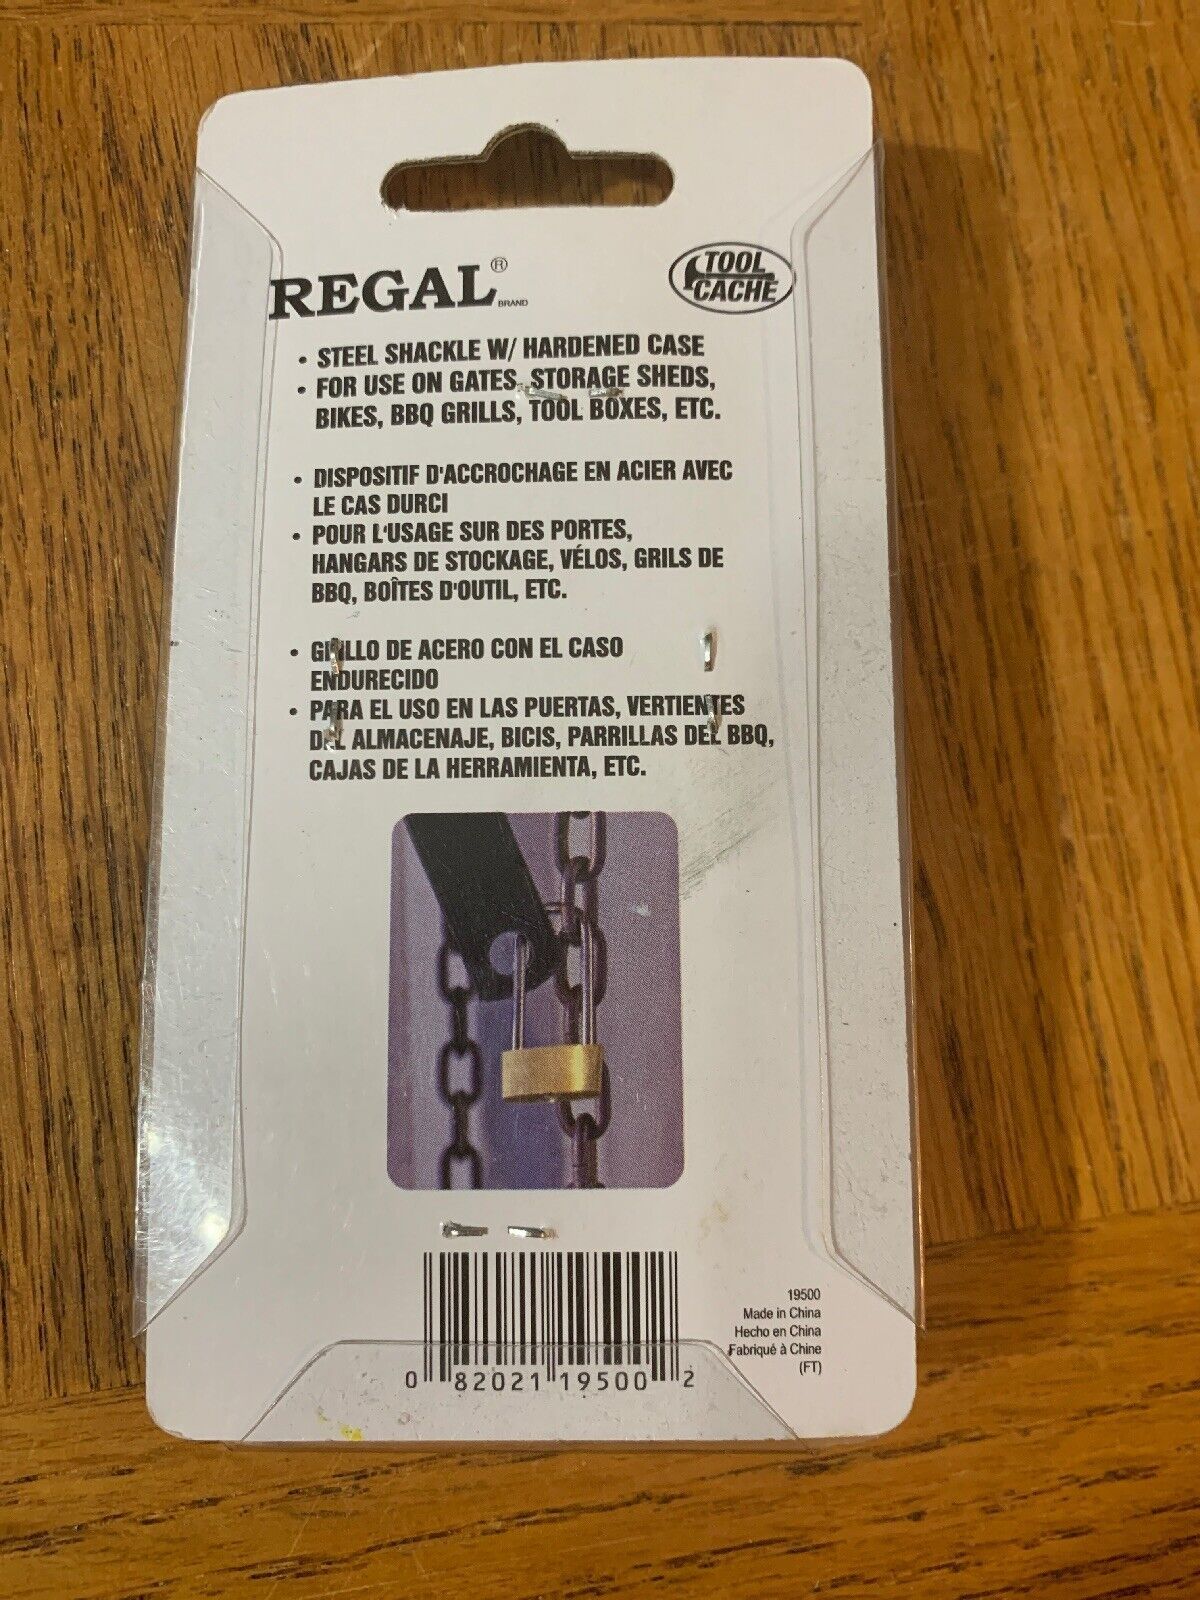 REGAL® BRAND
TOOL CACHE
• STEEL SHACKLE W/ HARDENED CASE
• FOR USE ON GATES, STORAGE SHEDS,
BIKES, BBQ GRILLS, TOOL BOXES, ETC.
• DISPOSITIF D'ACCROCHAGE EN ACIER AVEC
LE CAS DURCI
• POUR L'USAGE SUR DES PORTES,
HANGARS DE STOCKAGE, VÉLOS, GRILS DE
BBQ, BOÎTES D'OUTIL, ETC.
• GRILLO DE ACERO CON EL CASO
ENDURECIDO
• PARA EL USO EN LAS PUERTAS, VERTIENTES
DEL ALMACENAJE, BICIS, PARRILLAS DEL BBQ,
CAJAS DE LA HERRAMIENTA, ETC.
0 82021 19500 2
19500
Made in China
Hecho en China
Fabriqué à Chine
(FT)